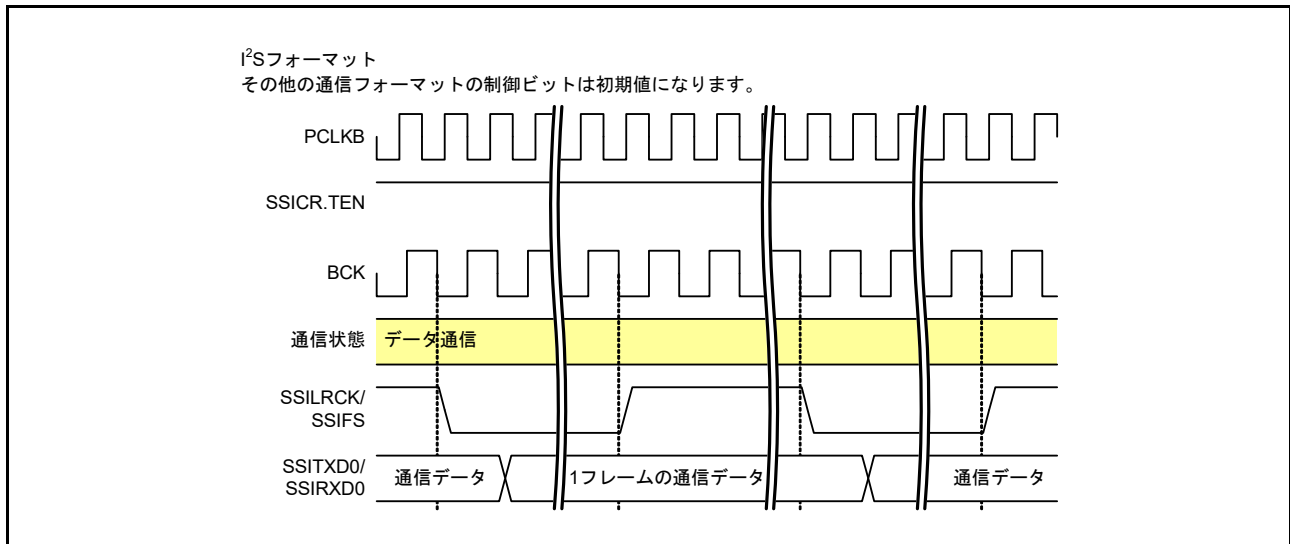 I²Sフォーマット
その他の通信フォーマットの制御ビットは初期値になります。
PCLKB
SSICR.TEN
BCK
通信状態 データ通信
SSILRCK/
SSIFS
SSITXD0/
SSIRXD0
通信データ 1フレームの通信データ 通信データ